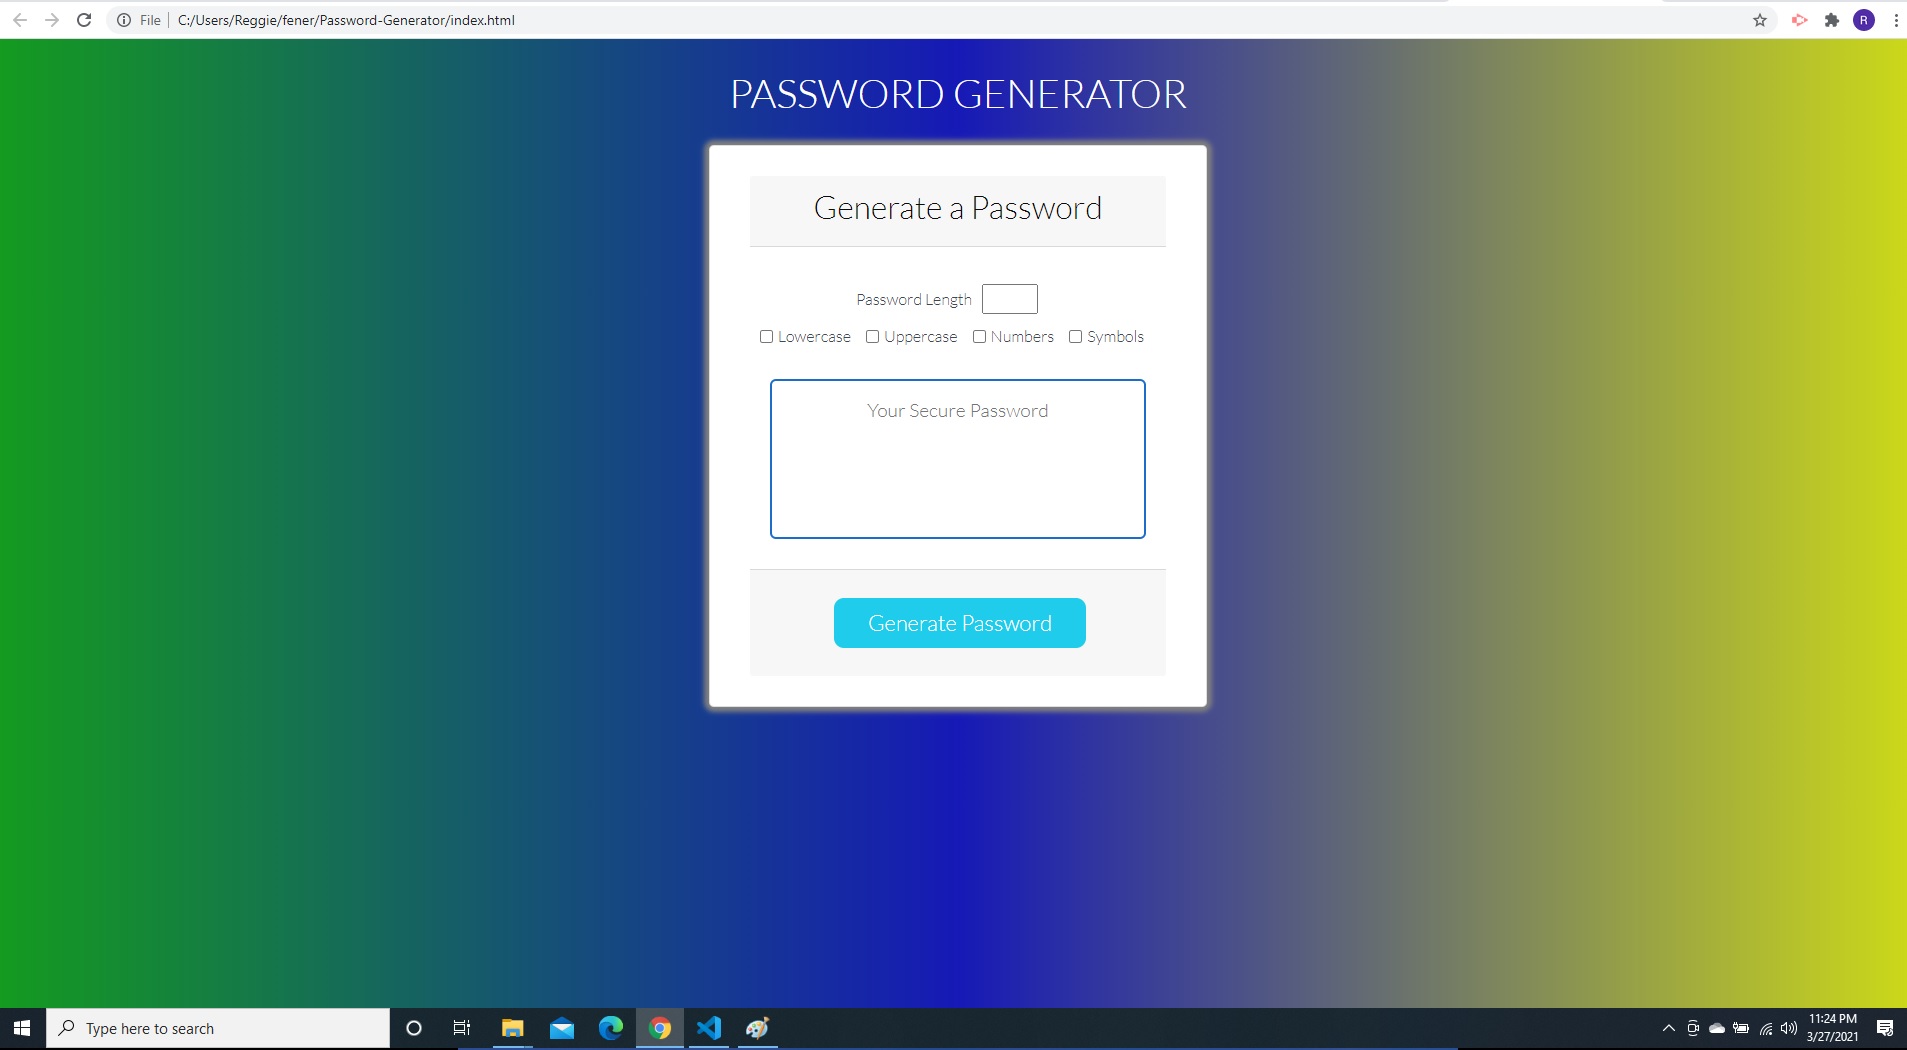 File
C:/Users/Reggie/fener/Password-Generator/index.html
R
PASSWORD GENERATOR
Generate a Password
Password Length
Lowercase Uppercase Numbers Symbols
Your Secure Password
Generate Password
Type here to search
11:24 PM
3/27/2021